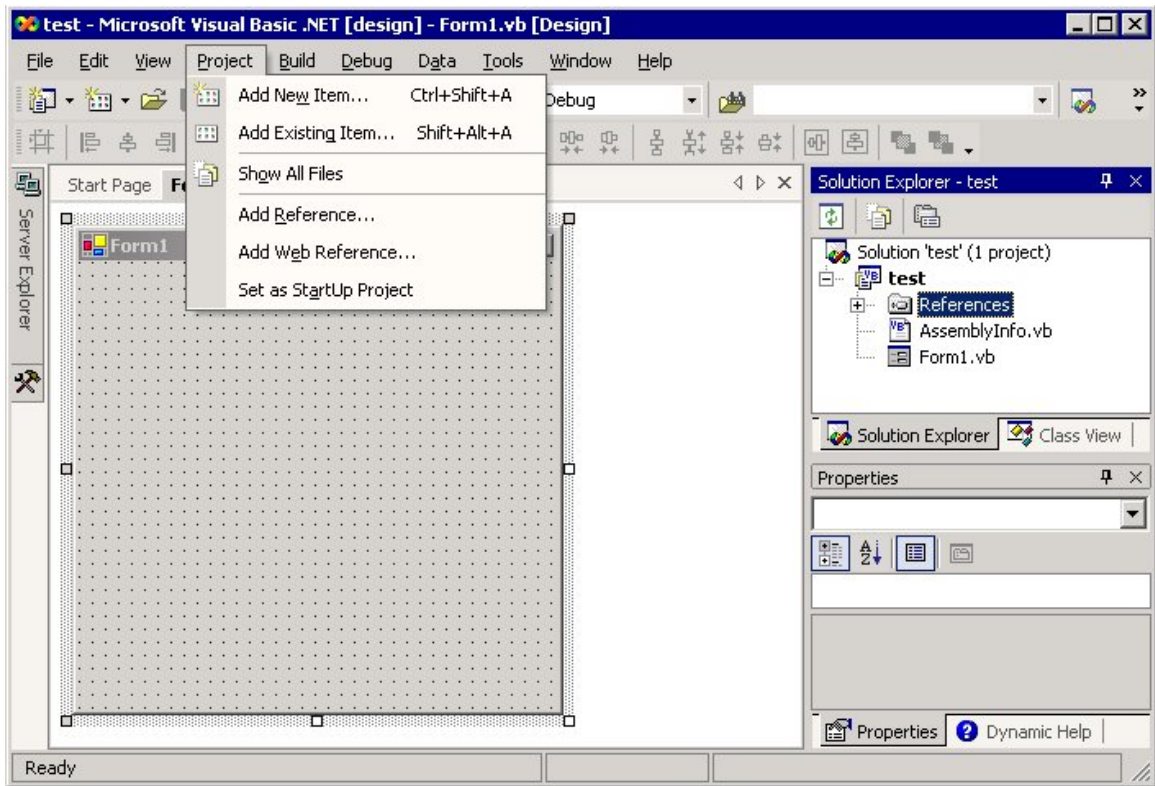 test - Microsoft Visual Basic .NET [design] - Form1.vb [Design]
File Edit View Project Build Debug Data Tools Window Help
Add New Item... Ctrl+Shift+A
Debug
Add Existing Item... Shift+Alt+A
Show All Files
Add Reference...
Add Web Reference...
Set as StartUp Project
Start Page
Server Explorer
Form1
Solution Explorer - test
Solution 'test' (1 project)
test
References
AssemblyInfo.vb
Form1.vb
Solution Explorer Class View
Properties
Properties Dynamic Help
Ready